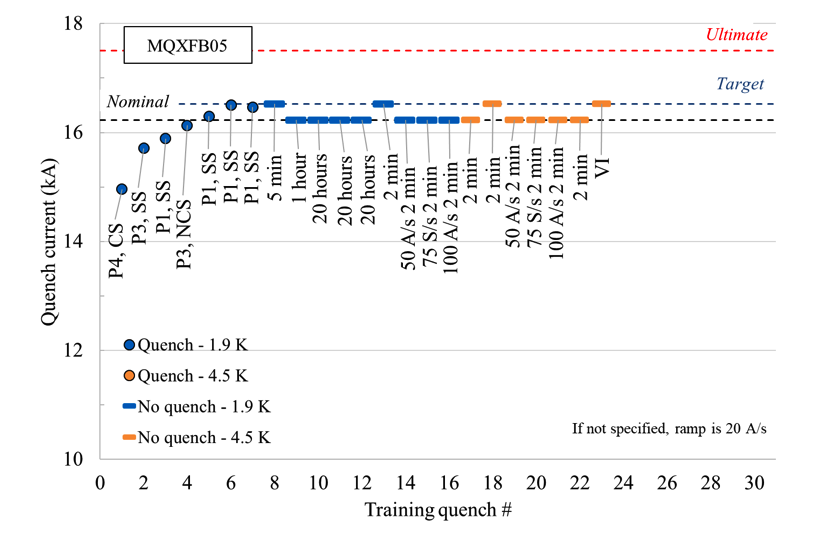 18
MQXFB05
Ultimate
Target
Nominal
16
14
12
10
Quench current (kA)
P4, CS
P3, SS
P1, SS
P3, NCS
P1, SS
P1, SS
P1, SS
5 min
1 hour
20 hours
20 hours
20 hours
2 min
50 A/s 2 min
75 S/s 2 min
100 A/s 2 min
2 min
2 min
50 A/s 2 min
75 S/s 2 min
100 A/s 2 min
2 min
VI
Quench - 1.9 K
Quench - 4.5 K
No quench - 1.9 K
No quench - 4.5 K
If not specified, ramp is 20 A/s
0 2 4 6 8 10 12 14 16 18 20 22 24 26 28 30
Training quench #